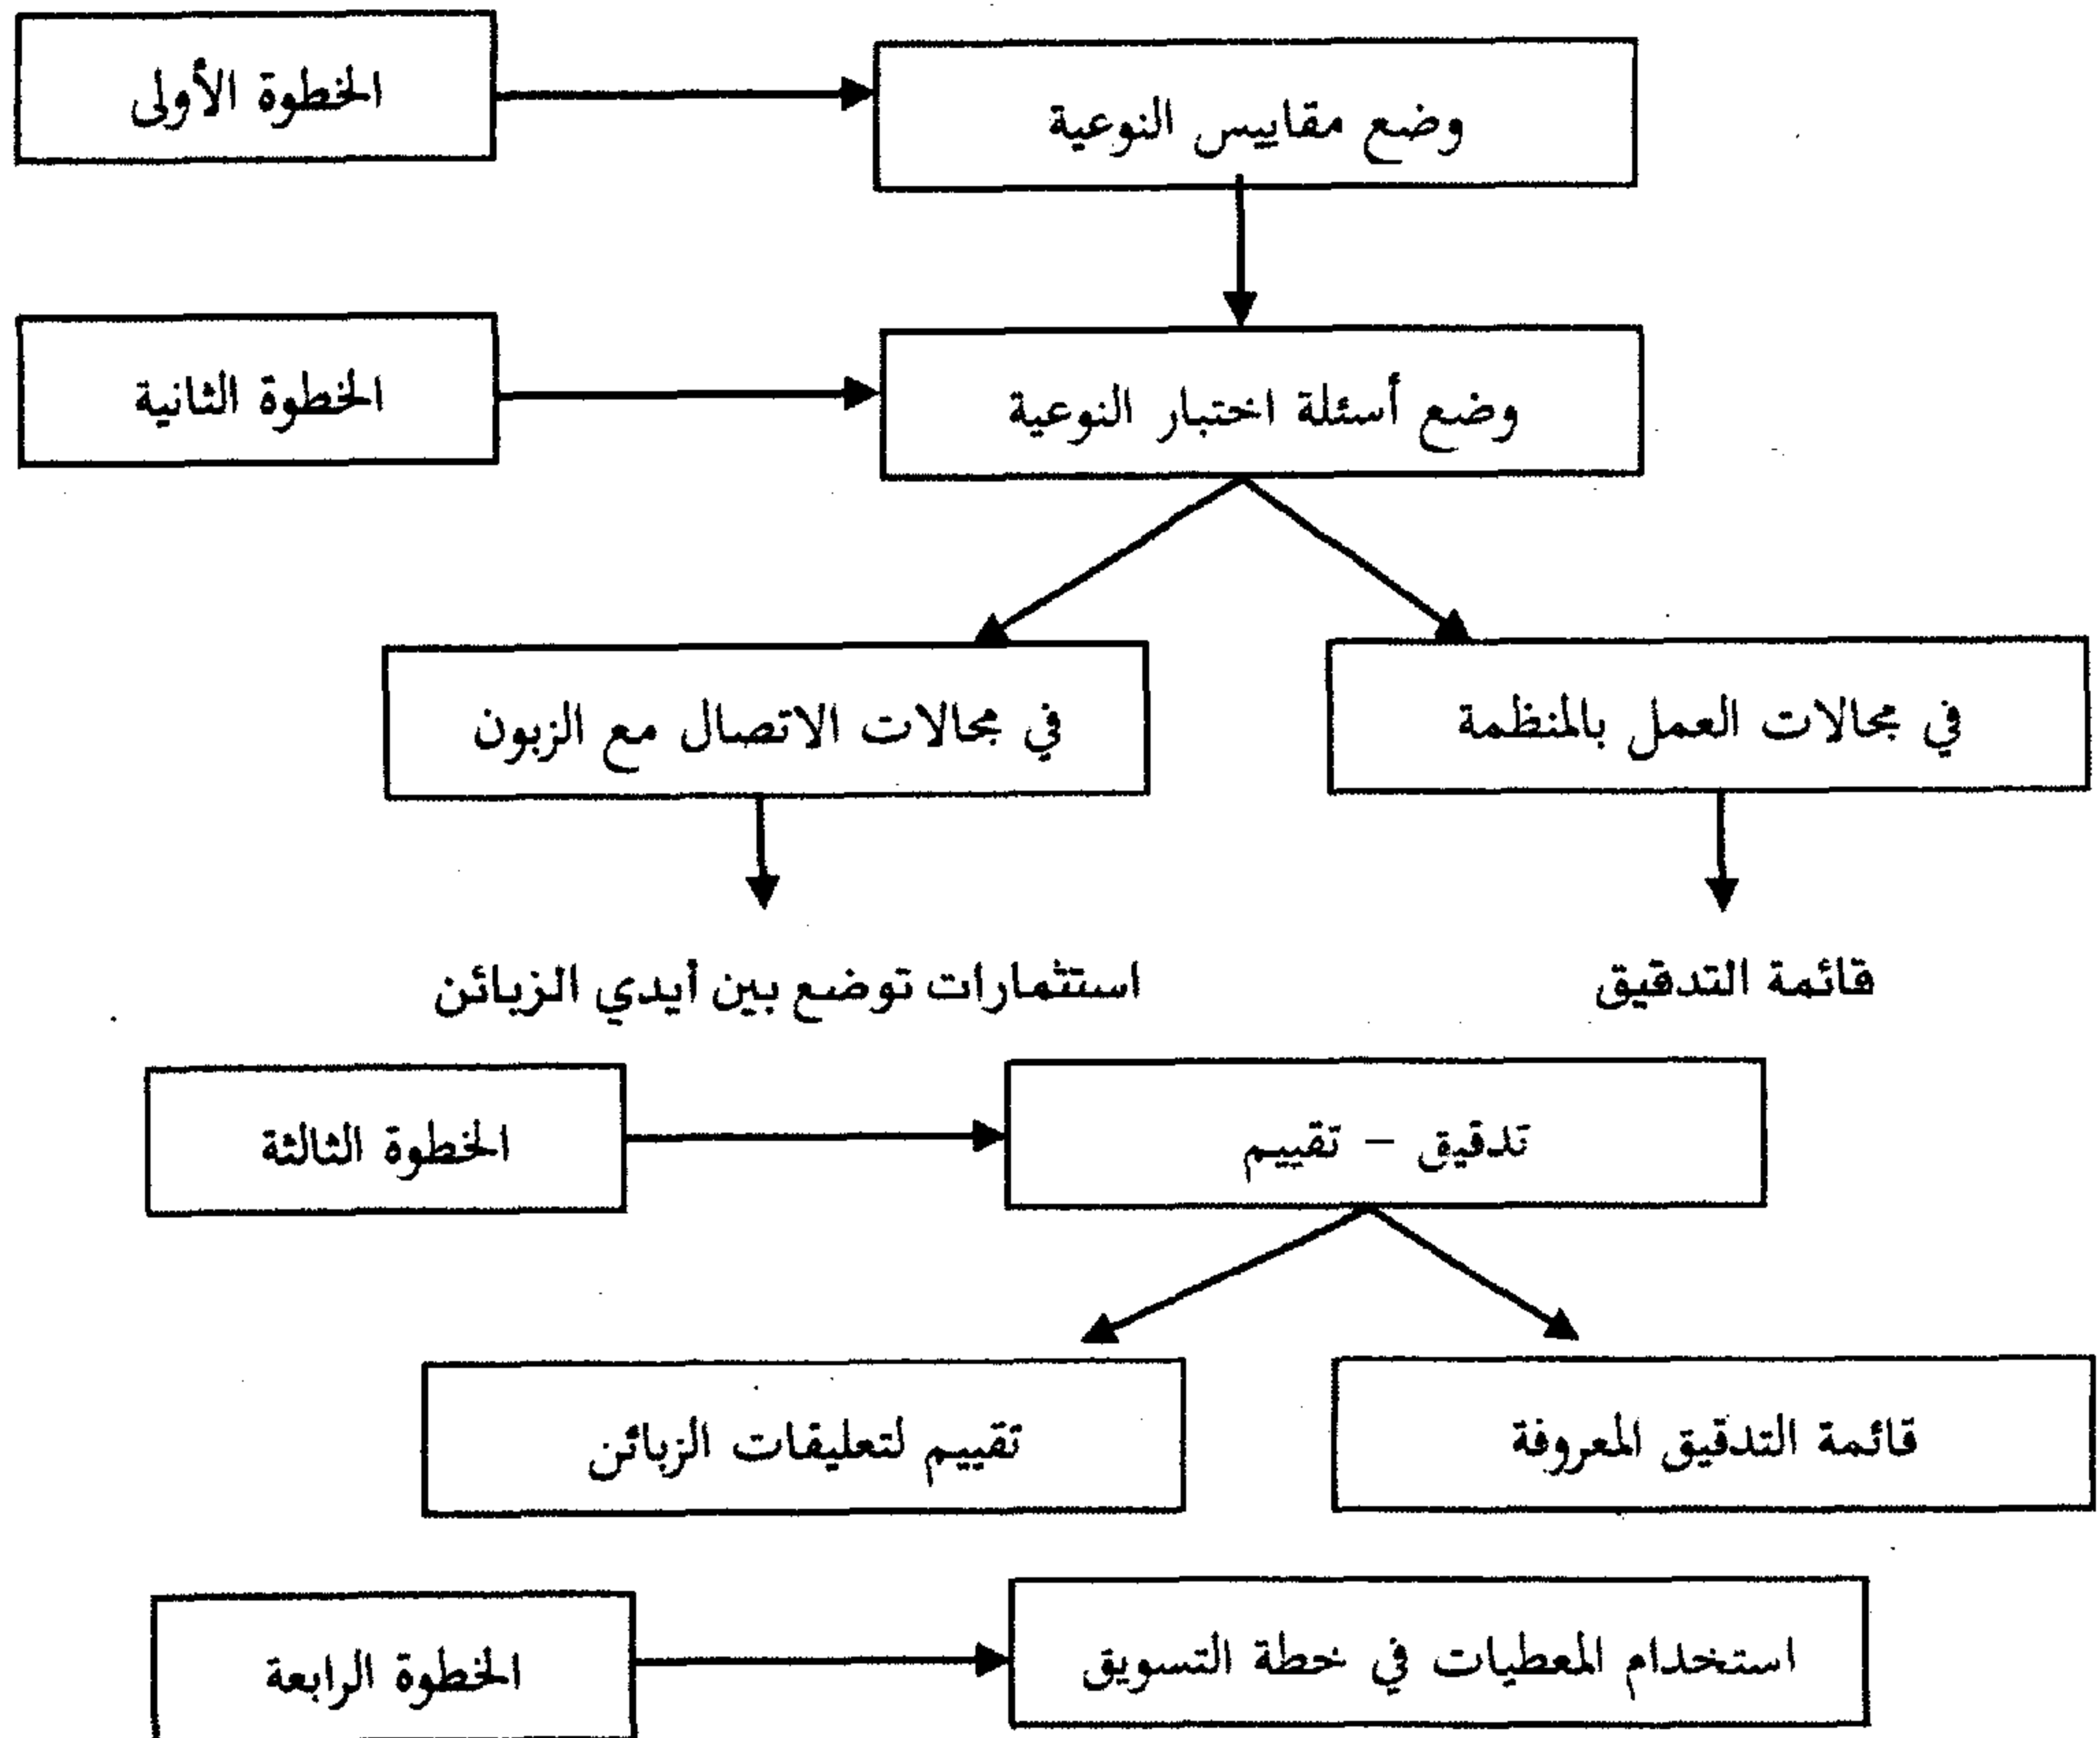 الخطوة الأولى
وضع مقاييس النوعية
الخطوة الثانية
وضع أسئلة اختبار النوعية
في مجالات العمل بالمنظمة
في مجالات الاتصال مع الزبون
قائمة التدقيق
استثمارات توضع بين أيدي الزبائن
الخطوة الثالثة
تدقيق – تقييم
قائمة التدقيق المعروفة
تقييم لتعليقات الزبائن
الخطوة الرابعة
استخدام المعطيات في خطة التسويق